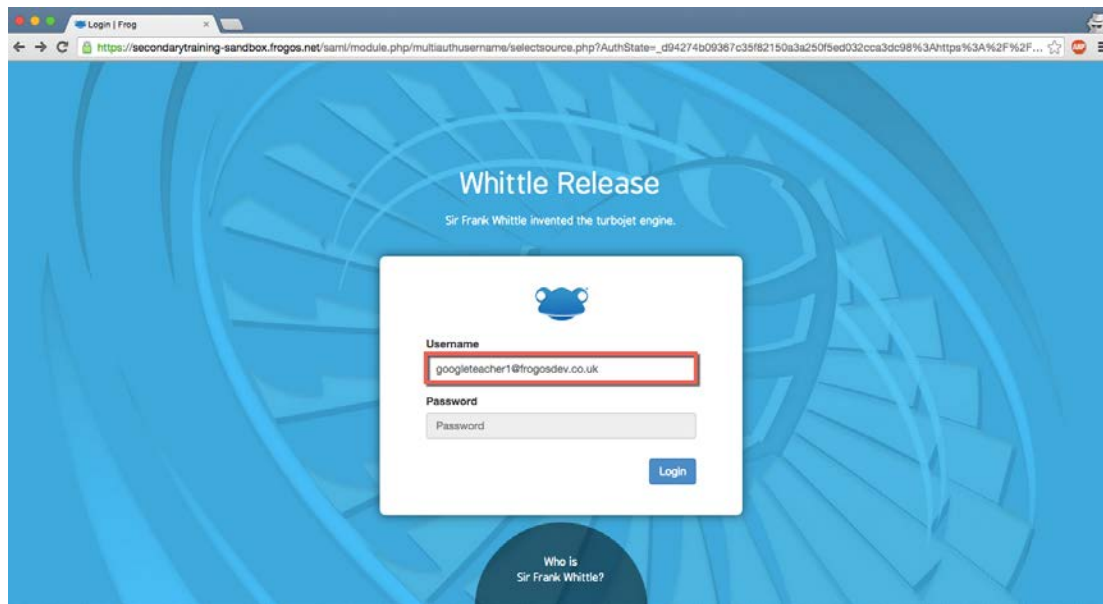 Login | Frog
https://secondarytraining-sandbox.frogos.net/saml/module.php/multiauthusername/selectsource.php?AuthState=_d94274b09367c35f82150a3a250f5ed032cca3dc98%3Ahttps%3A%2F%2F...
Whittle Release
Sir Frank Whittle invented the turbojet engine.
Username
googleteacher1@frogosdev.co.uk
Password
Password
Login
Who is
Sir Frank Whittle?